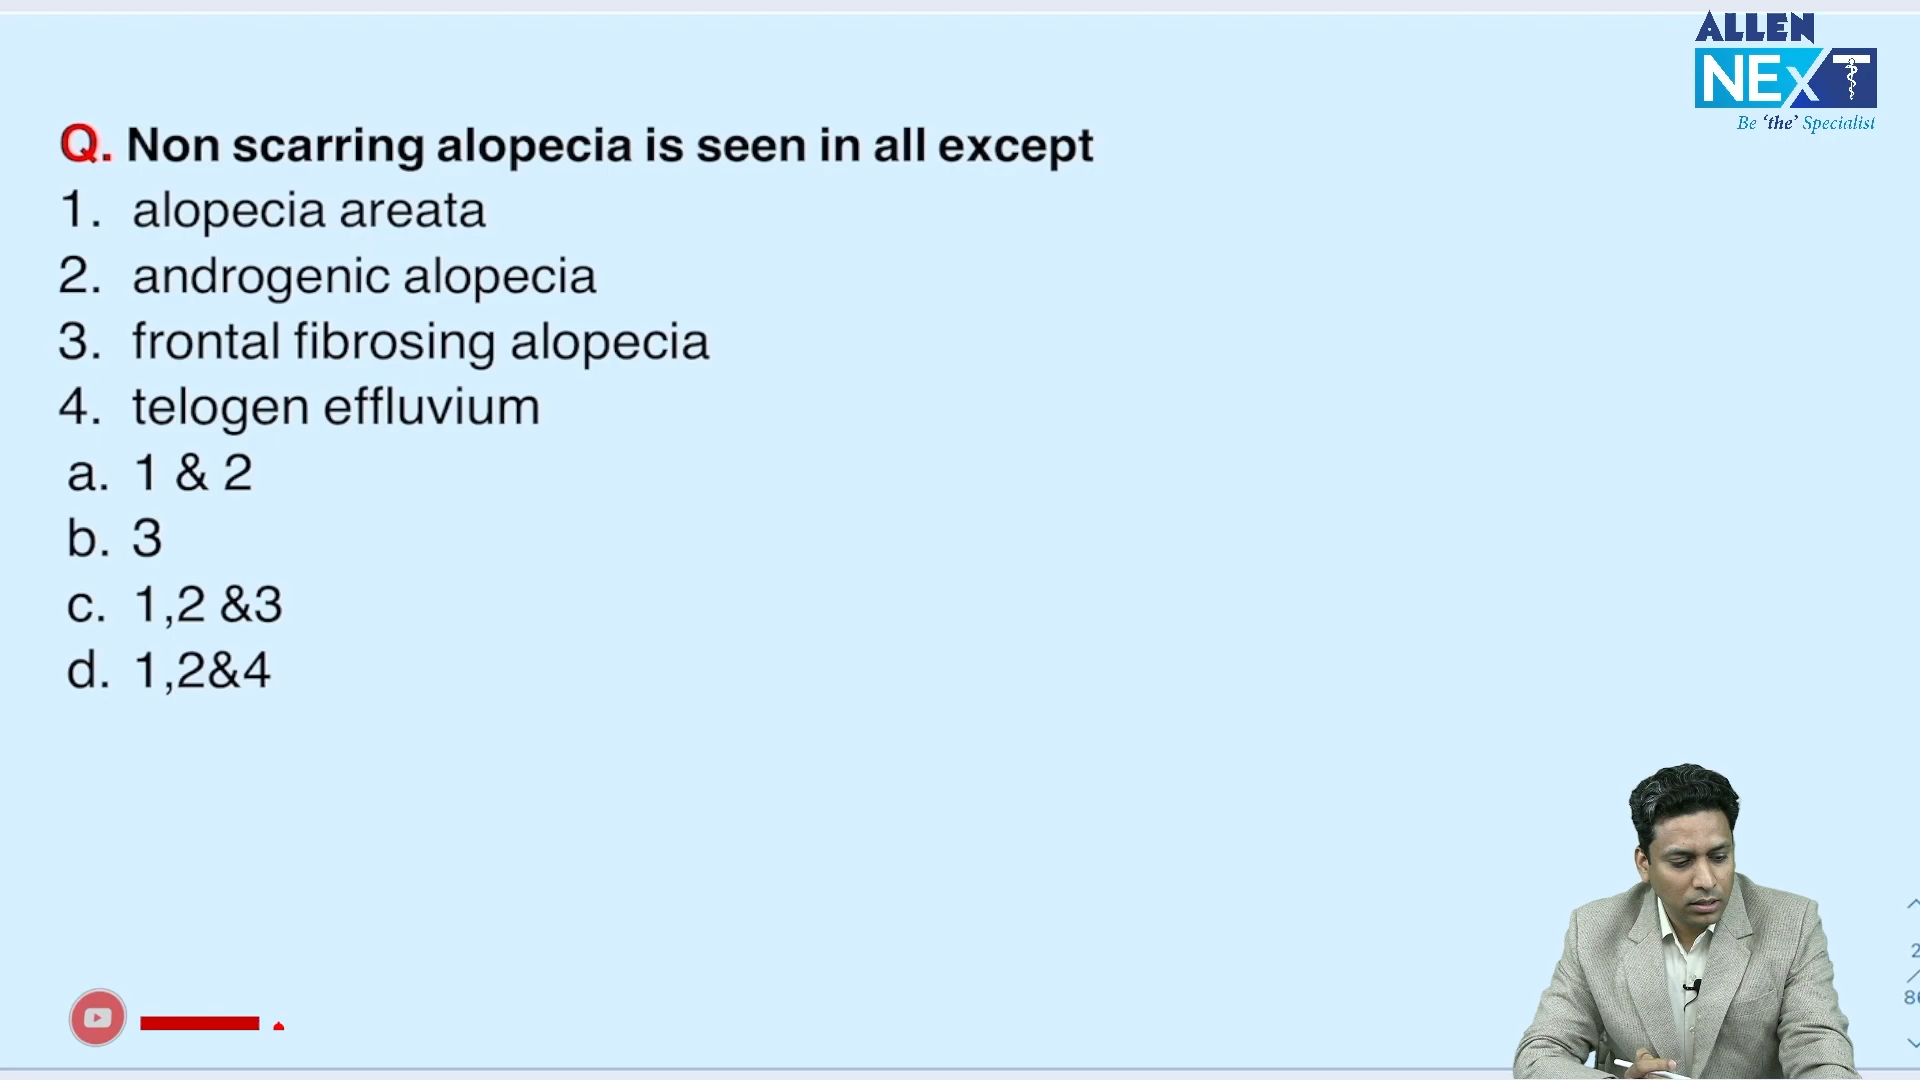 ALLEN
NEXT
Be 'the' Specialist
Q. Non scarring alopecia is seen in all except
1. alopecia areata
2. androgenic alopecia
3. frontal fibrosing alopecia
4. telogen effluvium
a. 1 & 2
b. 3
c. 1,2 &3
d. 1,2&4